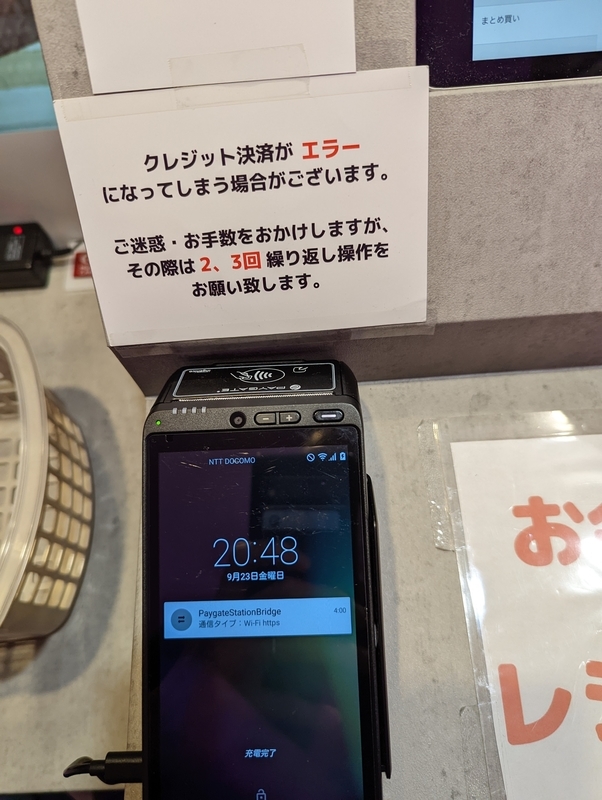 まとめ買い
クレジット決済が エラー
になってしまう場合がございます。
ご迷惑・お手数をおかけしますが、
その際は 2、3回 繰り返し操作を
お願い致します。
PAYGATE
NTT DOCOMO
20:48
9月23日金曜日
PaygateStationBridge
4:00
通信タイプ：Wi-Fi https
充電完了
お
レジ